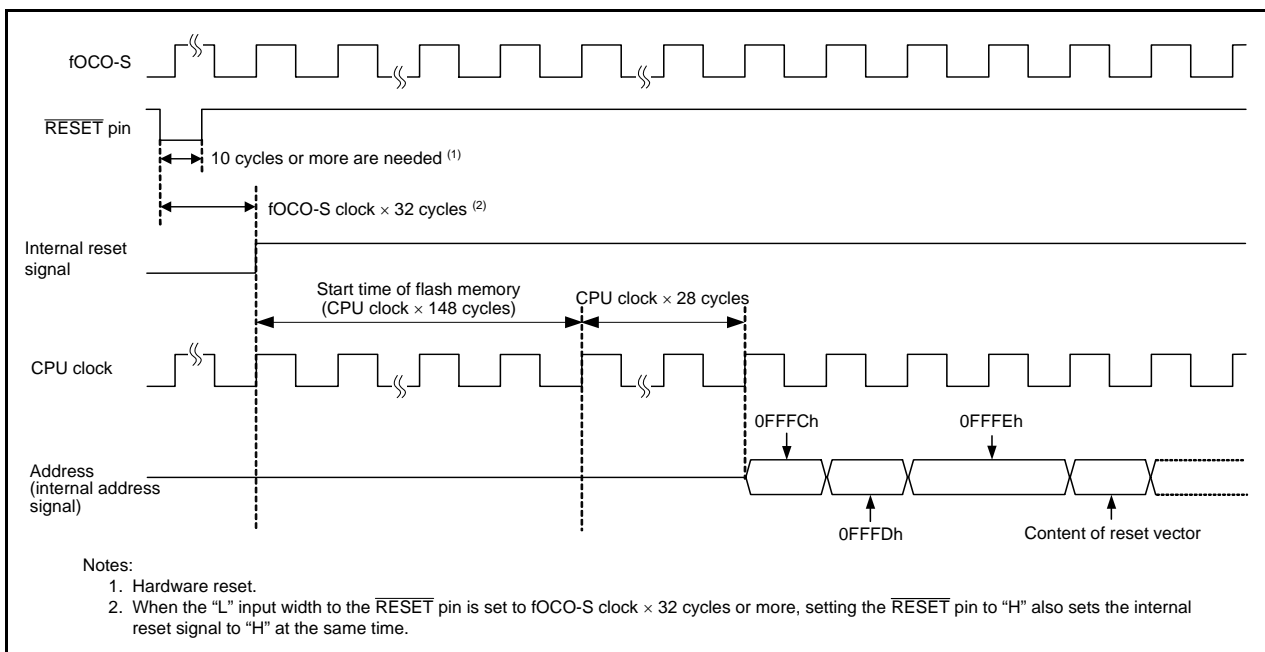 fOCO-S
RESET pin
10 cycles or more are needed (1)
fOCO-S clock × 32 cycles (2)
Internal reset
signal
Start time of flash memory
(CPU clock × 148 cycles)
CPU clock × 28 cycles
CPU clock
0FFFCh
0FFFEh
Address
(internal address
signal)
0FFFDh
Content of reset vector
Notes:
1. Hardware reset.
2. When the “L” input width to the RESET pin is set to fOCO-S clock × 32 cycles or more, setting the RESET pin to “H” also sets the internal
reset signal to “H” at the same time.